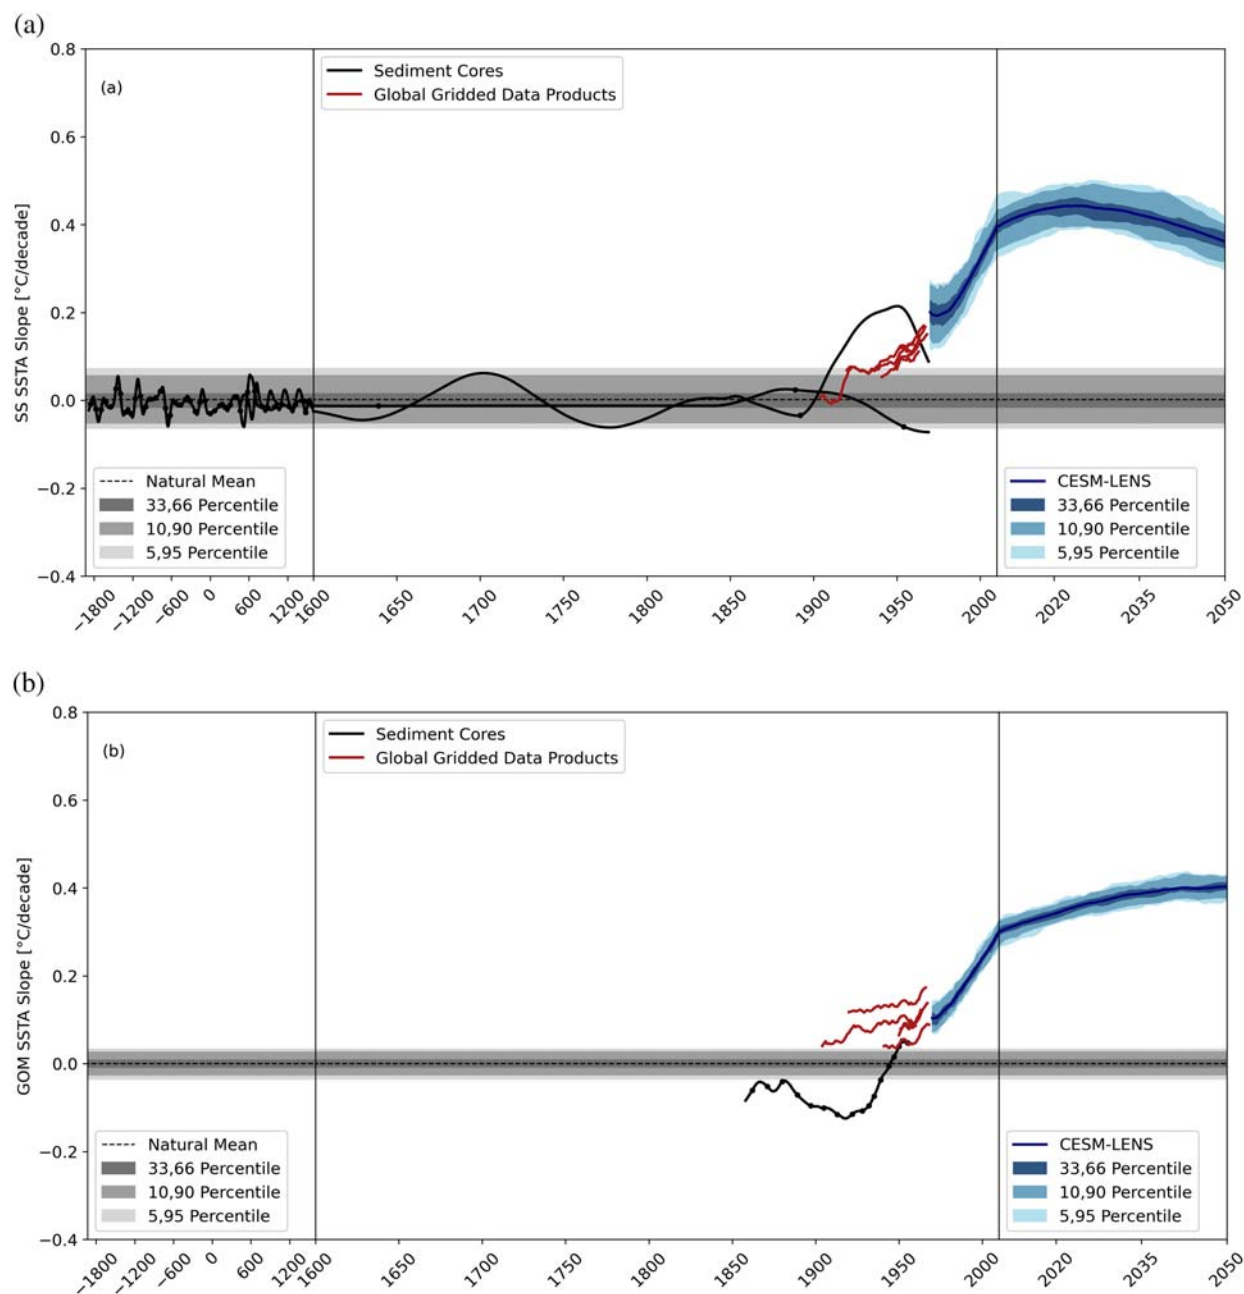 (a)
0.8
(a)
Sediment Cores
Global Gridded Data Products
0.6
0.4
0.2
0.0
−0.2
−0.4
SS SSTA Slope [°C/decade]
Natural Mean
33,66 Percentile
10,90 Percentile
5,95 Percentile
CESM-LENS
33,66 Percentile
10,90 Percentile
5,95 Percentile
−1800 −1200 −600 0 600 1200 1600 1650 1700 1750 1800 1850 1900 1950 2000 2020 2035 2050
(b)
0.8
(b)
Sediment Cores
Global Gridded Data Products
0.6
0.4
0.2
0.0
−0.2
−0.4
GOM SSTA Slope [°C/decade]
Natural Mean
33,66 Percentile
10,90 Percentile
5,95 Percentile
CESM-LENS
33,66 Percentile
10,90 Percentile
5,95 Percentile
−1800 −1200 −600 0 600 1200 1600 1650 1700 1750 1800 1850 1900 1950 2000 2020 2035 2050